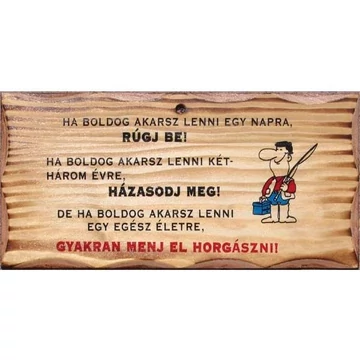 HA BOLDOG AKARSZ LENNI EGY NAPRA,
RÚGJ BE!
HA BOLDOG AKARSZ LENNI KÉT-
HÁROM ÉVRE,
HÁZASODJ MEG!
DE HA BOLDOG AKARSZ LENNI
EGY EGÉSZ ÉLETRE,
GYAKRAN MENJ EL HORGÁSZNI!